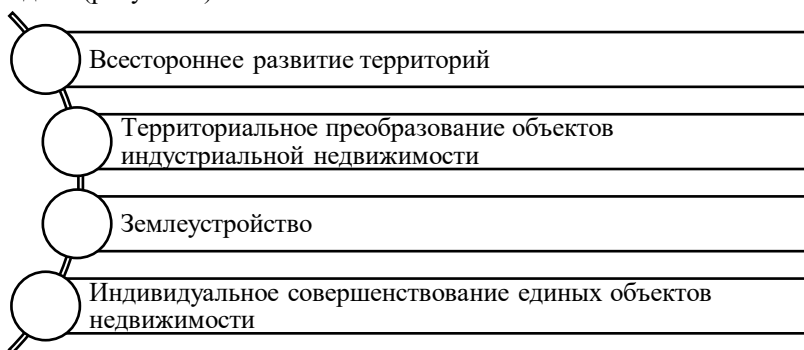 Всестороннее развитие территорий
Территориальное преобразование объектов
индустриальной недвижимости
Землеустройство
Индивидуальное совершенствование единых объектов
недвижимости